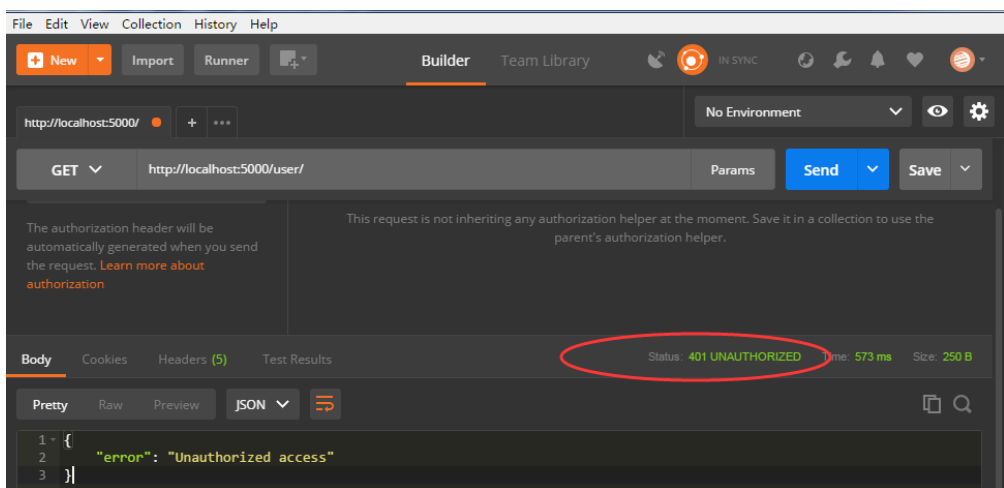 File Edit View Collection History Help
New Import Runner Builder Team Library IN SYNC
http://localhost:5000/ + ••• No Environment
GET http://localhost:5000/user/ Params Send Save
The authorization header will be
automatically generated when you send
the request. Learn more about
authorization
This request is not inheriting any authorization helper at the moment. Save it in a collection to use the
parent's authorization helper.
Body Cookies Headers (5) Test Results Status: 401 UNAUTHORIZED Time: 573 ms Size: 250 B
Pretty Raw Preview JSON
1 {
2 "error": "Unauthorized access"
3 }